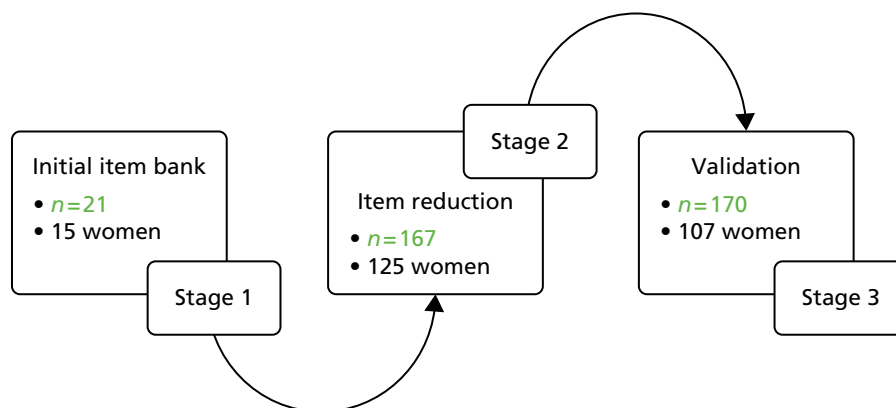 Initial item bank
• n=21
• 15 women
Stage 1
Stage 2
Item reduction
• n=167
• 125 women
Validation
• n=170
• 107 women
Stage 3